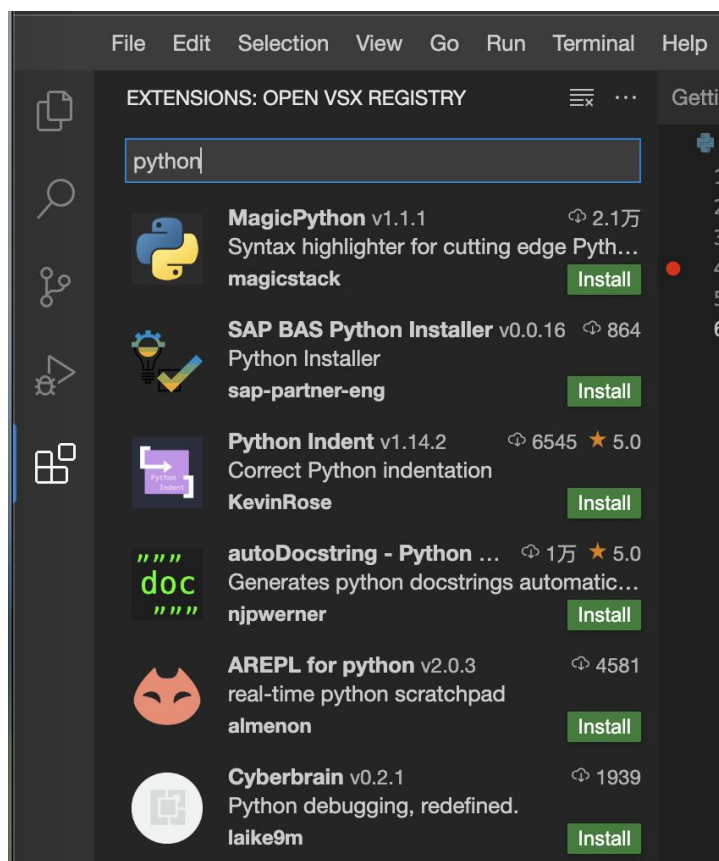 File Edit Selection View Go Run Terminal Help
EXTENSIONS: OPEN VSX REGISTRY ...
Getti
python
MagicPython v1.1.1 2.1万
Syntax highlighter for cutting edge Pyth...
magicstack Install
SAP BAS Python Installer v0.0.16 864
Python Installer
sap-partner-eng Install
Python Indent v1.14.2 6545 ★ 5.0
Python Indent
Correct Python indentation
KevinRose Install
autoDocstring - Python ... 1万 ★ 5.0
""" doc """
Generates python docstrings automatic...
njpwerner Install
AREPL for python v2.0.3 4581
real-time python scratchpad
almenon Install
Cyberbrain v0.2.1 1939
Python debugging, redefined.
laike9m Install